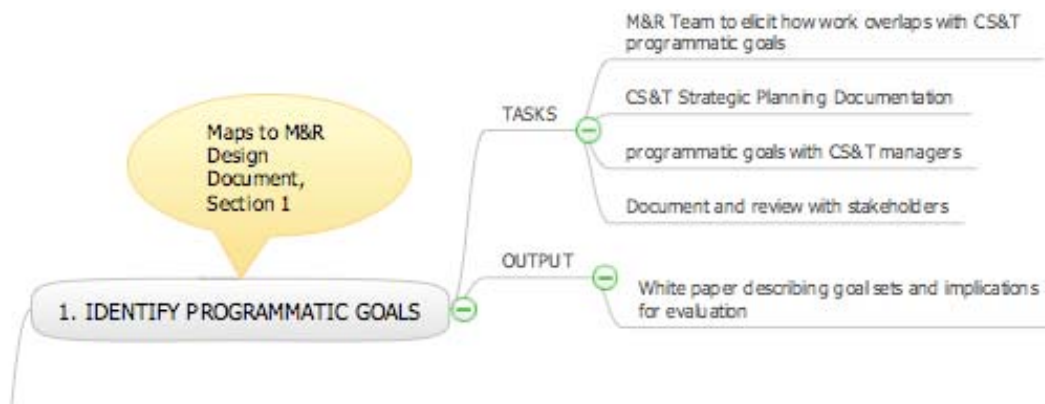 M&R Team to elicit how work overlaps with CS&T
programmatic goals
TASKS
CS&T Strategic Planning Documentation
programmatic goals with CS&T managers
Document and review with stakeholders
Maps to M&R
Design
Document,
Section 1
OUTPUT
White paper describing goal sets and implications
for evaluation
1. IDENTIFY PROGRAMMATIC GOALS